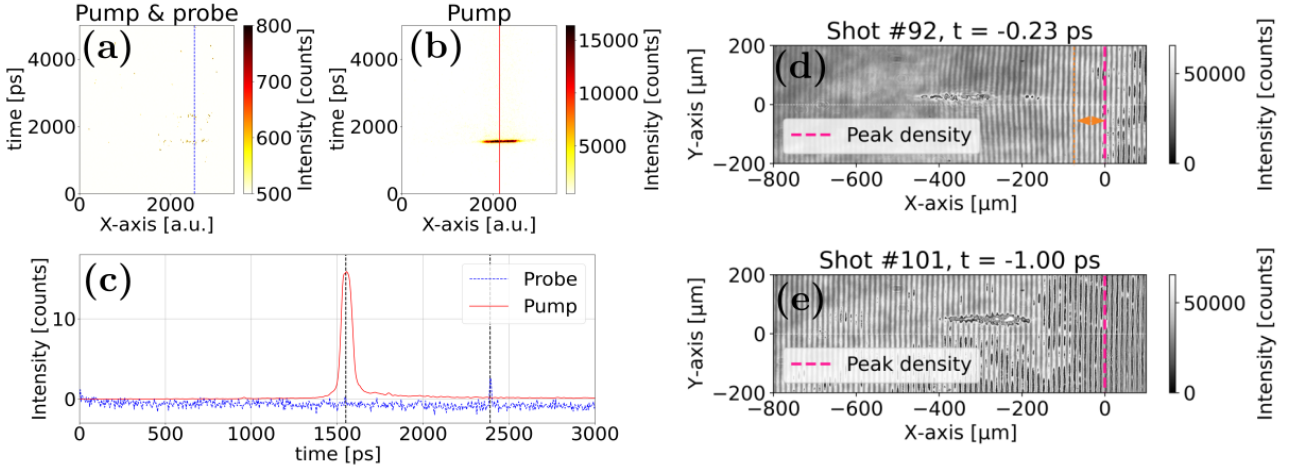 Pump & probe
(a)
time [ps]
4000
2000
0
0
2000
X-axis [a.u.]
800
700
600
500
Intensity [counts]
Pump
(b)
4000
2000
0
0
2000
X-axis [a.u.]
15000
10000
5000
Intensity [counts]
(c)
Intensity [counts]
10
0
0
500
1000
1500
2000
2500
3000
time [ps]
Probe
Pump
Shot #92, t = -0.23 ps
(d)
Y-axis [μm]
200
0
−200
Peak density
−800
−600
−400
−200
0
X-axis [μm]
50000
0
Intensity [counts]
Shot #101, t = -1.00 ps
(e)
Y-axis [μm]
200
0
−200
Peak density
−800
−600
−400
−200
0
X-axis [μm]
50000
0
Intensity [counts]